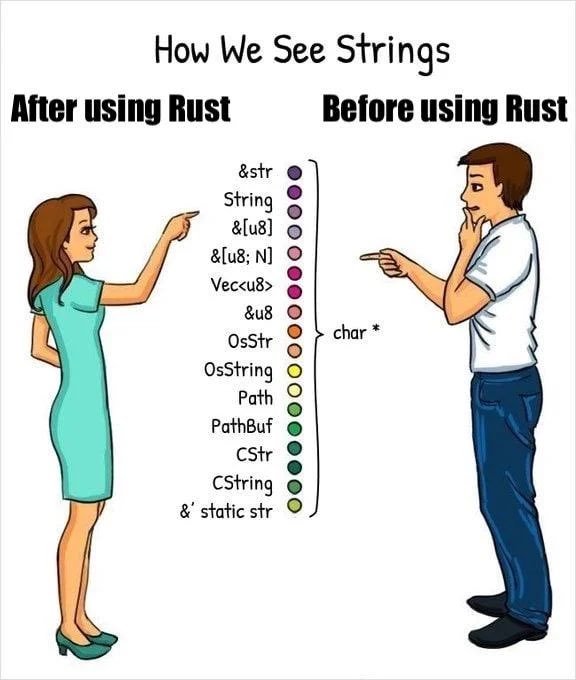 How We See Strings
After using Rust
Before using Rust
&str
String
&[u8]
&[u8; N]
Vec<u8>
&u8
OsStr
OsString
Path
PathBuf
CStr
CString
&' static str
char *